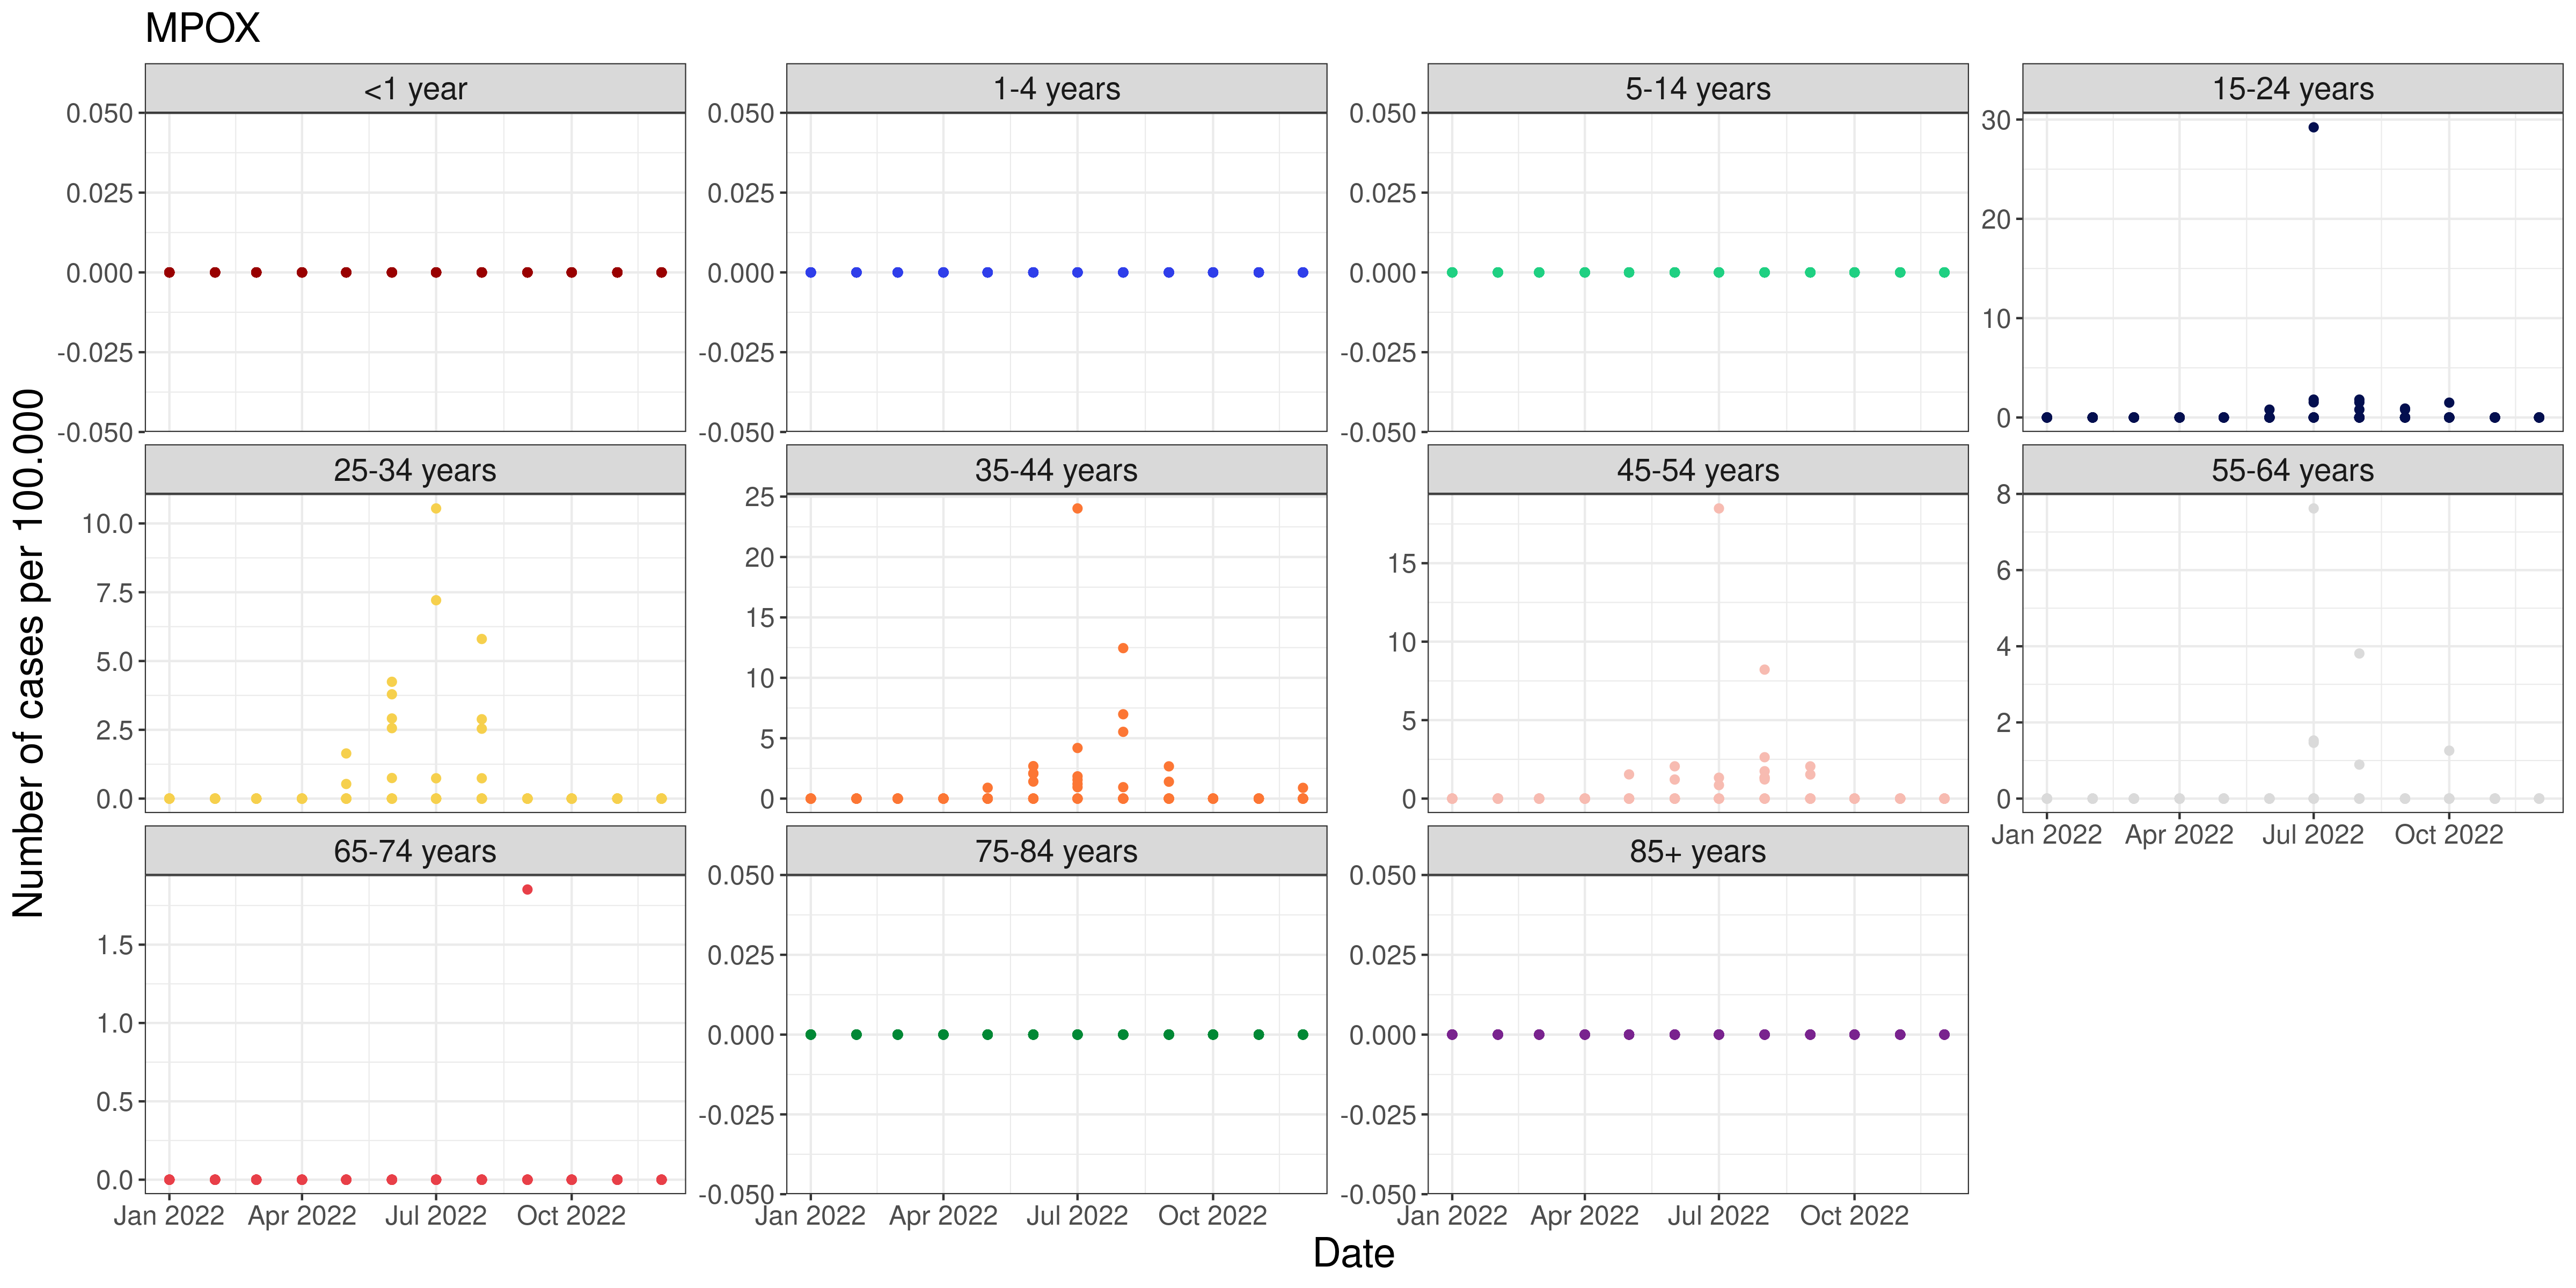 MPOX
<1 year
1-4 years
5-14 years
15-24 years
0.050
0.025
0.000
-0.025
-0.050
0.050
0.025
0.000
-0.025
-0.050
0.050
0.025
0.000
-0.025
-0.050
30
20
10
0
25-34 years
35-44 years
45-54 years
55-64 years
10.0
7.5
5.0
2.5
0.0
25
20
15
10
5
0
15
10
5
0
8
6
4
2
0
Jan 2022 Apr 2022 Jul 2022 Oct 2022
65-74 years
75-84 years
85+ years
1.5
1.0
0.5
0.0
0.050
0.025
0.000
-0.025
-0.050
0.050
0.025
0.000
-0.025
-0.050
Jan 2022 Apr 2022 Jul 2022 Oct 2022
Jan 2022 Apr 2022 Jul 2022 Oct 2022
Jan 2022 Apr 2022 Jul 2022 Oct 2022
Date
Number of cases per 100.000